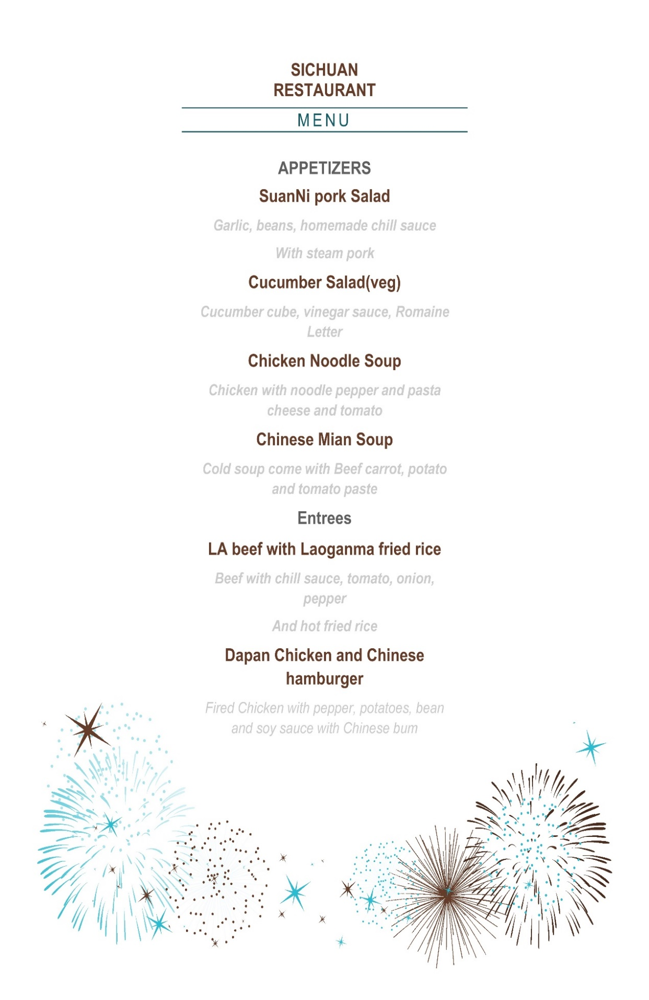 SICHUAN
RESTAURANT
MENU
APPETIZERS
SuanNi pork Salad
Garlic, beans, homemade chill sauce
With steam pork
Cucumber Salad(veg)
Cucumber cube, vinegar sauce, Romaine
Letter
Chicken Noodle Soup
Chicken with noodle pepper and pasta
cheese and tomato
Chinese Mian Soup
Cold soup come with Beef carrot, potato
and tomato paste
Entrees
LA beef with Laoganma fried rice
Beef with chill sauce, tomato, onion,
pepper
And hot fried rice
Dapan Chicken and Chinese
hamburger
Fired Chicken with pepper, potatoes, bean
and soy sauce with Chinese bum